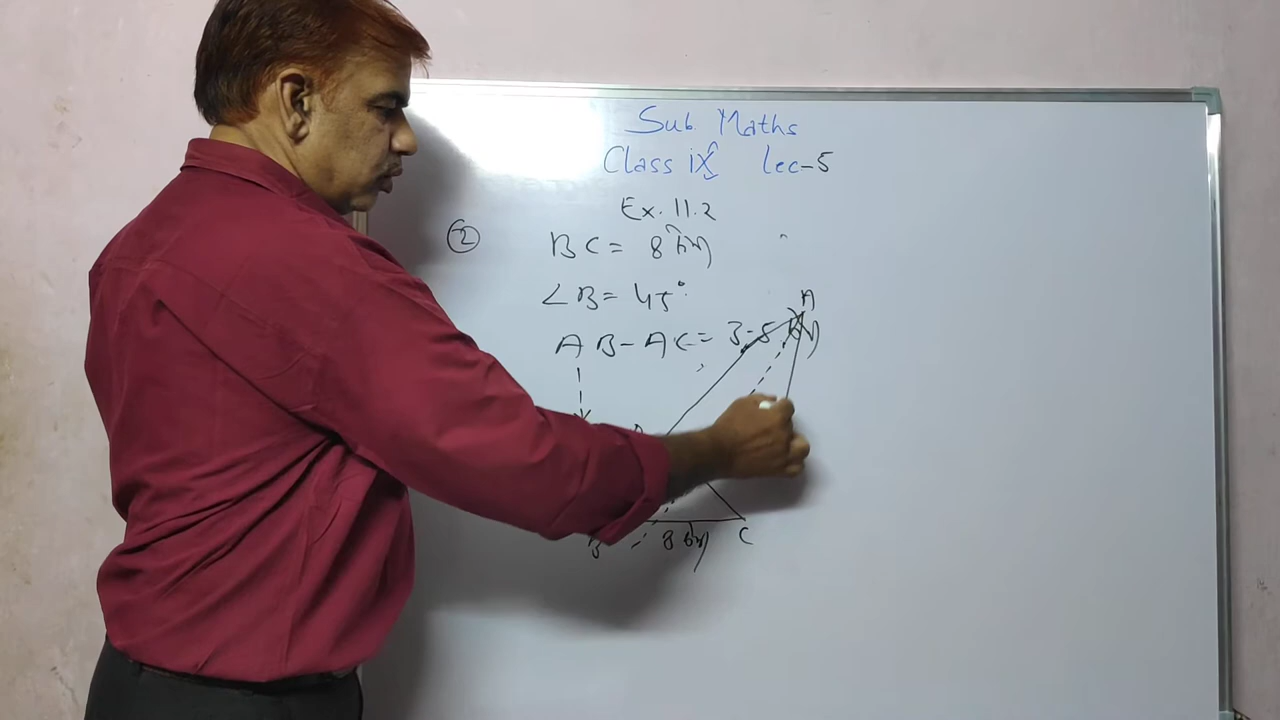 Sub. Maths
Class ix Lec-5
Ex. 11.2
② BC = 8 cm
∠B = 45°
AB - AC = 3.5 cm
A
B 8 cm C